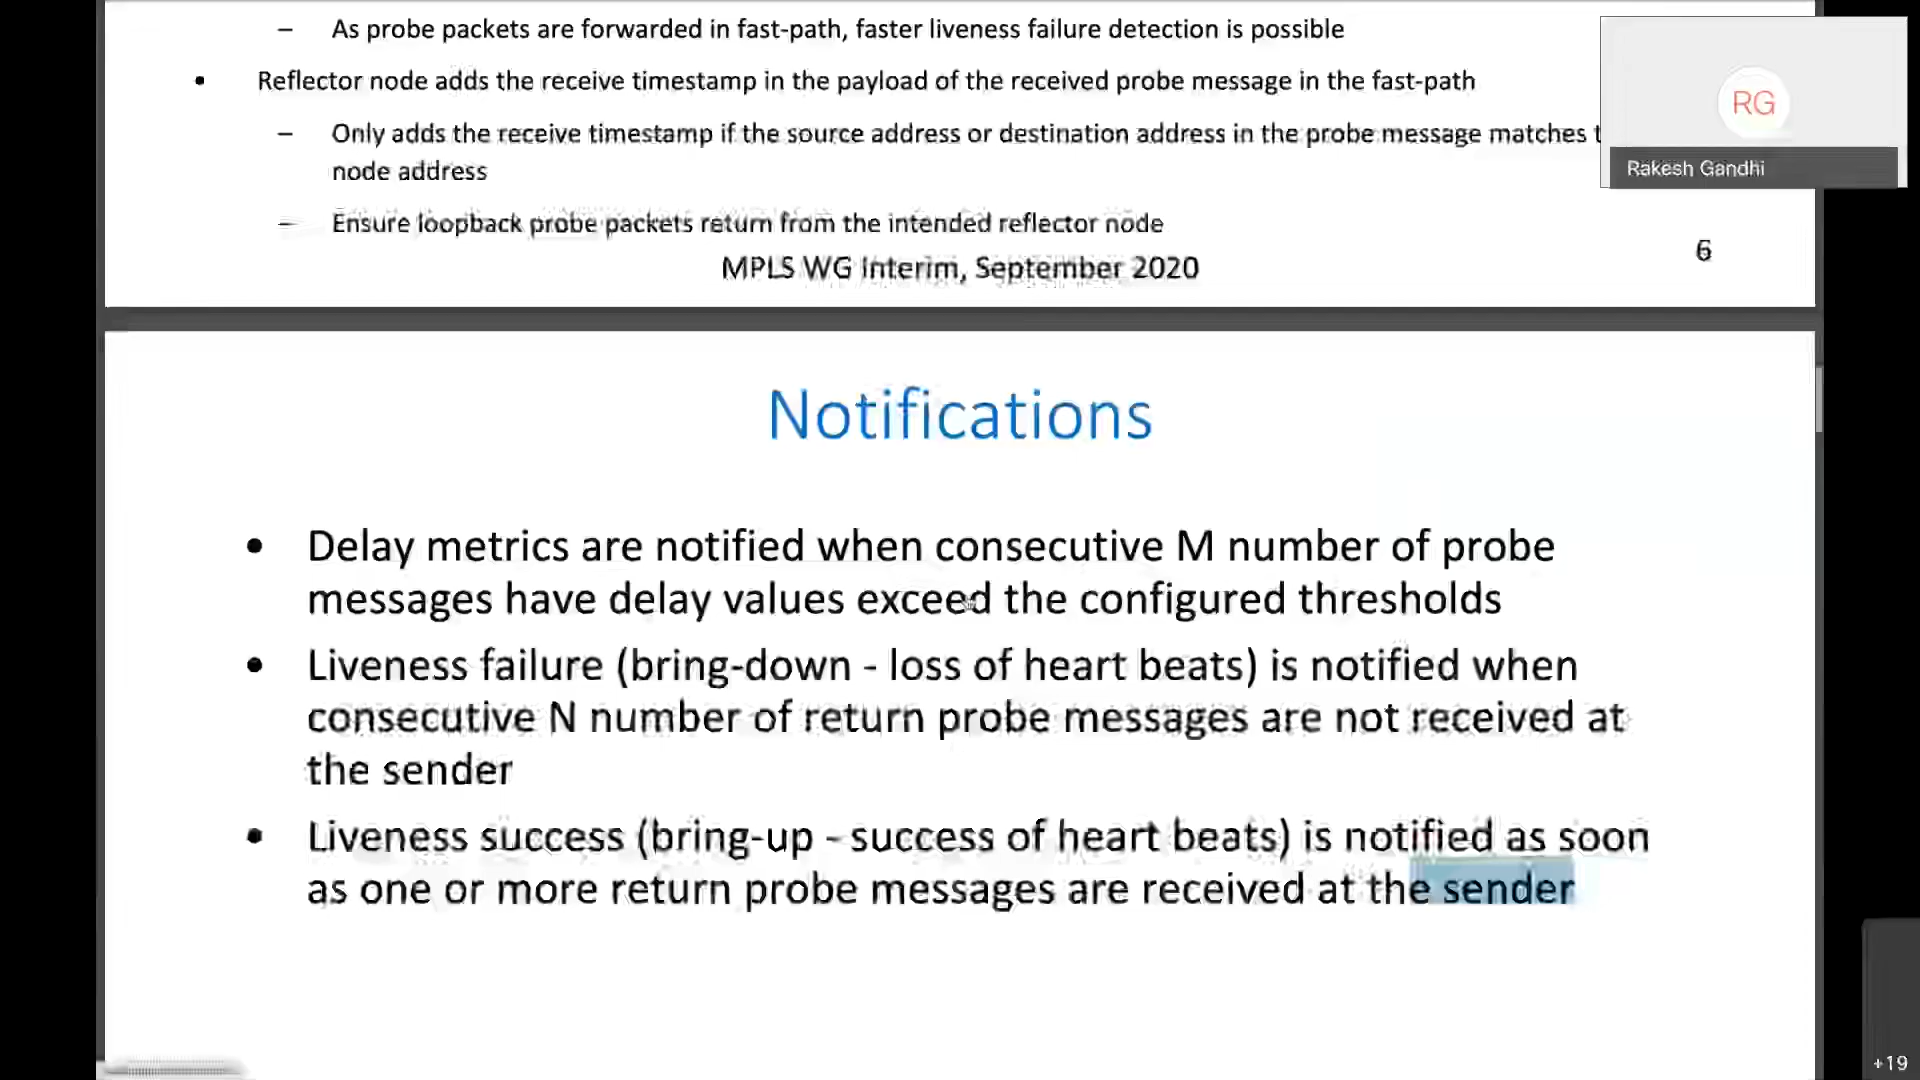 – As probe packets are forwarded in fast-path, faster liveness failure detection is possible
• Reflector node adds the receive timestamp in the payload of the received probe message in the fast-path
– Only adds the receive timestamp if the source address or destination address in the probe message matches
node address
– Ensure loopback probe packets return from the intended reflector node
MPLS WG Interim, September 2020
6
RG
Rakesh Gandhi
Notifications
• Delay metrics are notified when consecutive M number of probe
messages have delay values exceed the configured thresholds
• Liveness failure (bring-down - loss of heart beats) is notified when
consecutive N number of return probe messages are not received at
the sender
• Liveness success (bring-up - success of heart beats) is notified as soon
as one or more return probe messages are received at the sender
+19